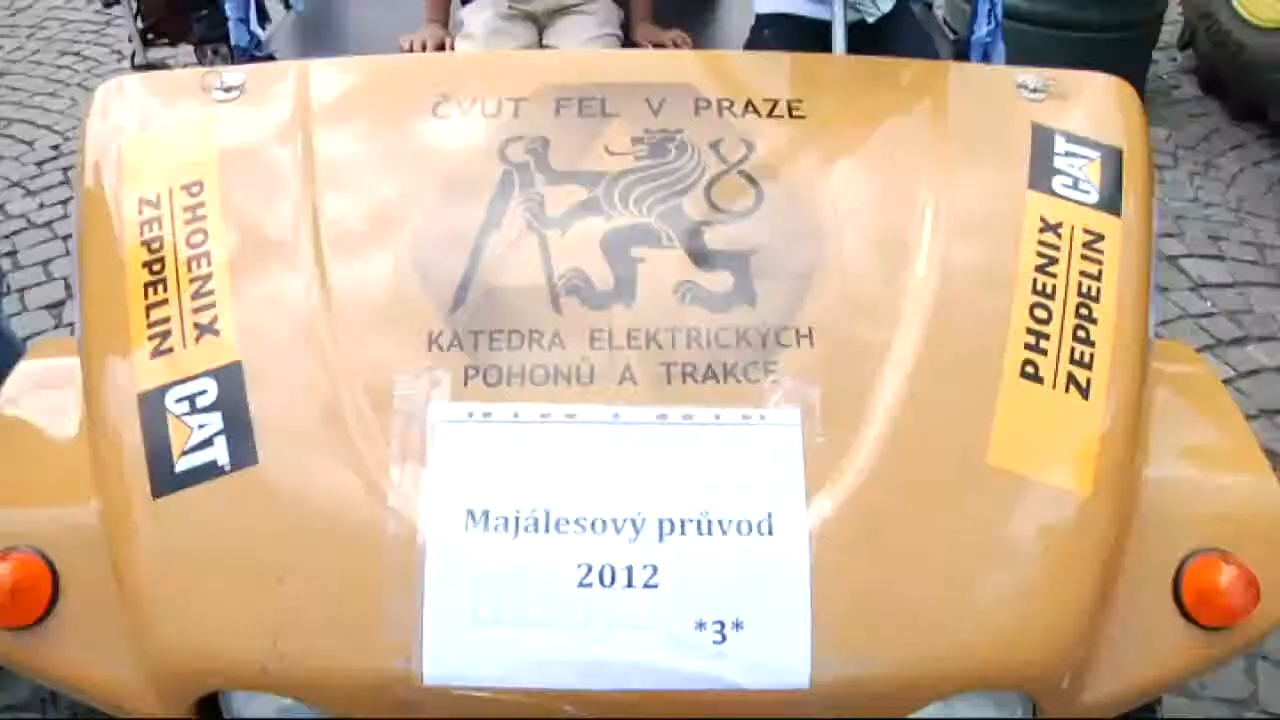 ČVUT FEL V PRAZE
KATEDRA ELEKTRICKÝCH
POHONŮ A TRAKCE
PHOENIX
ZEPPELIN
CAT
CAT
PHOENIX
ZEPPELIN
Majálesový průvod
2012
*3*